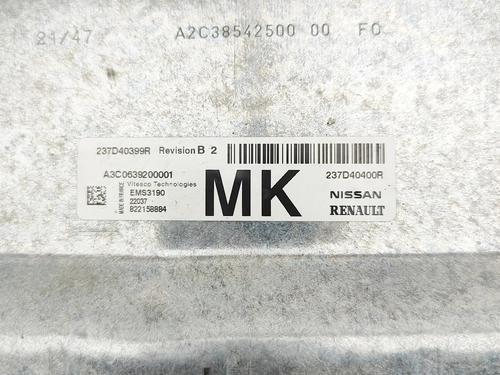 21/47 A2C38542500 00 F0
237D40399R Revision B 2
A3C0639200001 237D40400R
Vitesco Technologies
EMS3190
22037
822158884
MADE IN FRANCE
MK
NISSAN
RENAULT